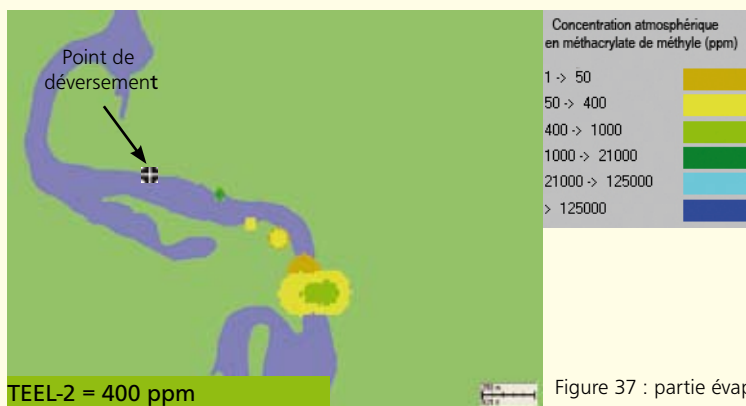 Point de
déversement
TEEL-2 = 400 ppm
Concentration atmosphérique
en méthacrylate de méthyle (ppm)
1 -> 50
50 -> 400
400 -> 1000
1000 -> 21000
21000 -> 125000
> 125000
Figure 37 : partie évap